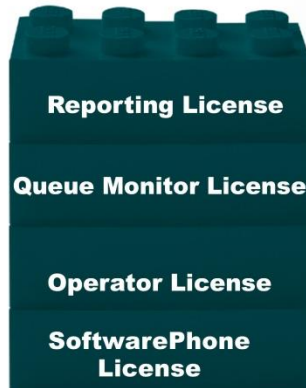 Reporting License
Queue Monitor License
Operator License
SoftwarePhone
License